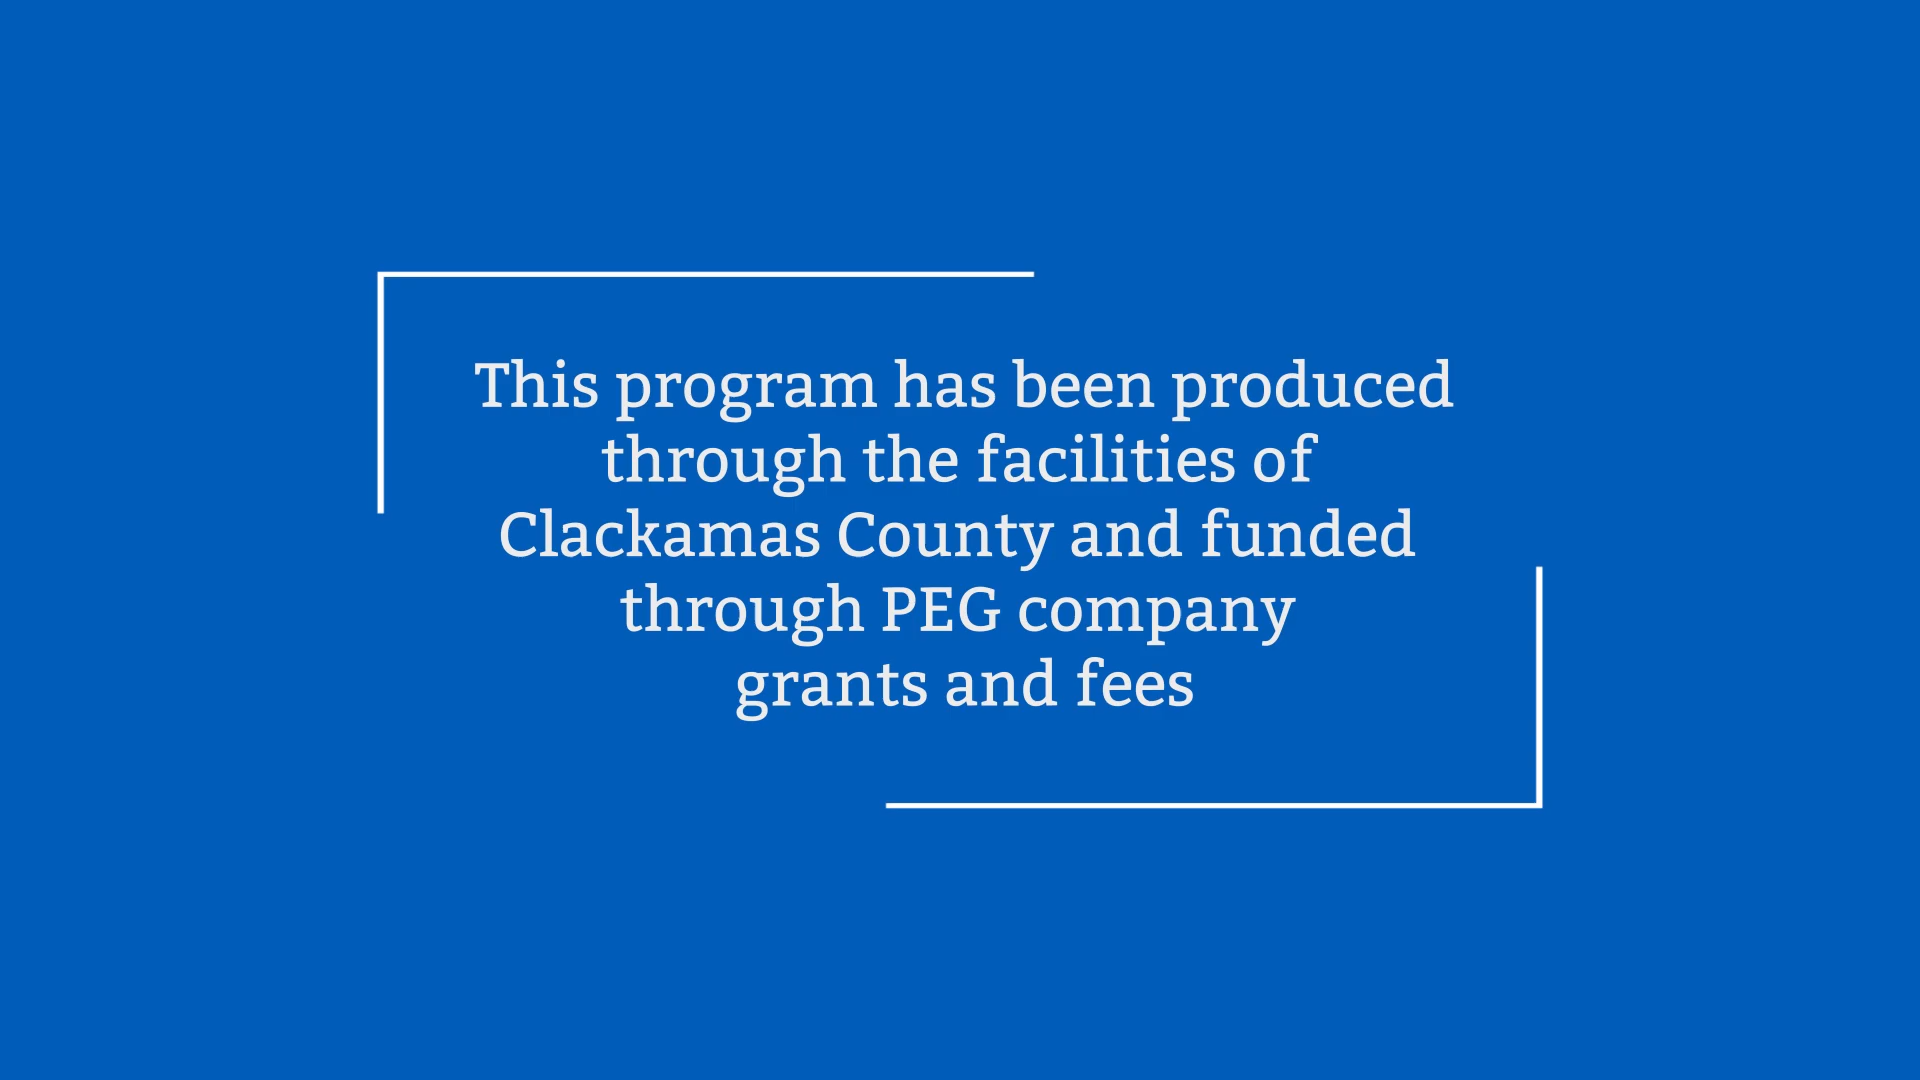 This program has been produced
through the facilities of
Clackamas County and funded
through PEG company
grants and fees